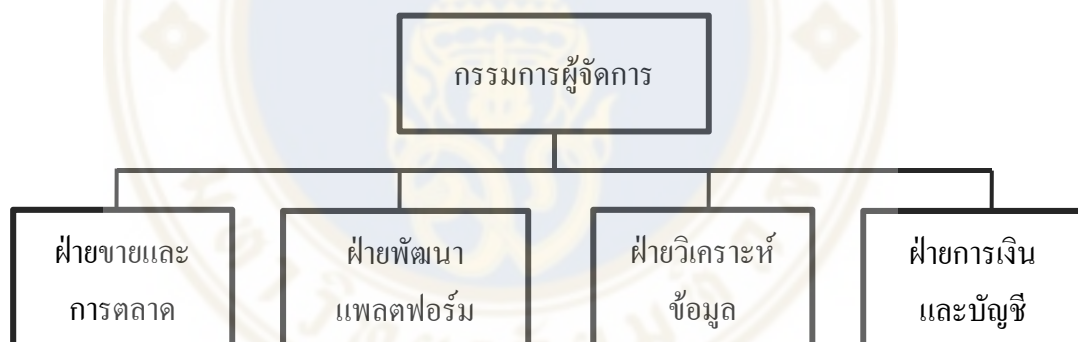 กรรมการผู้จัดการ
ฝ่ายขายและ
การตลาด
ฝ่ายพัฒนา
แพลตฟอร์ม
ฝ่ายวิเคราะห์
ข้อมูล
ฝ่ายการเงิน
และบัญชี